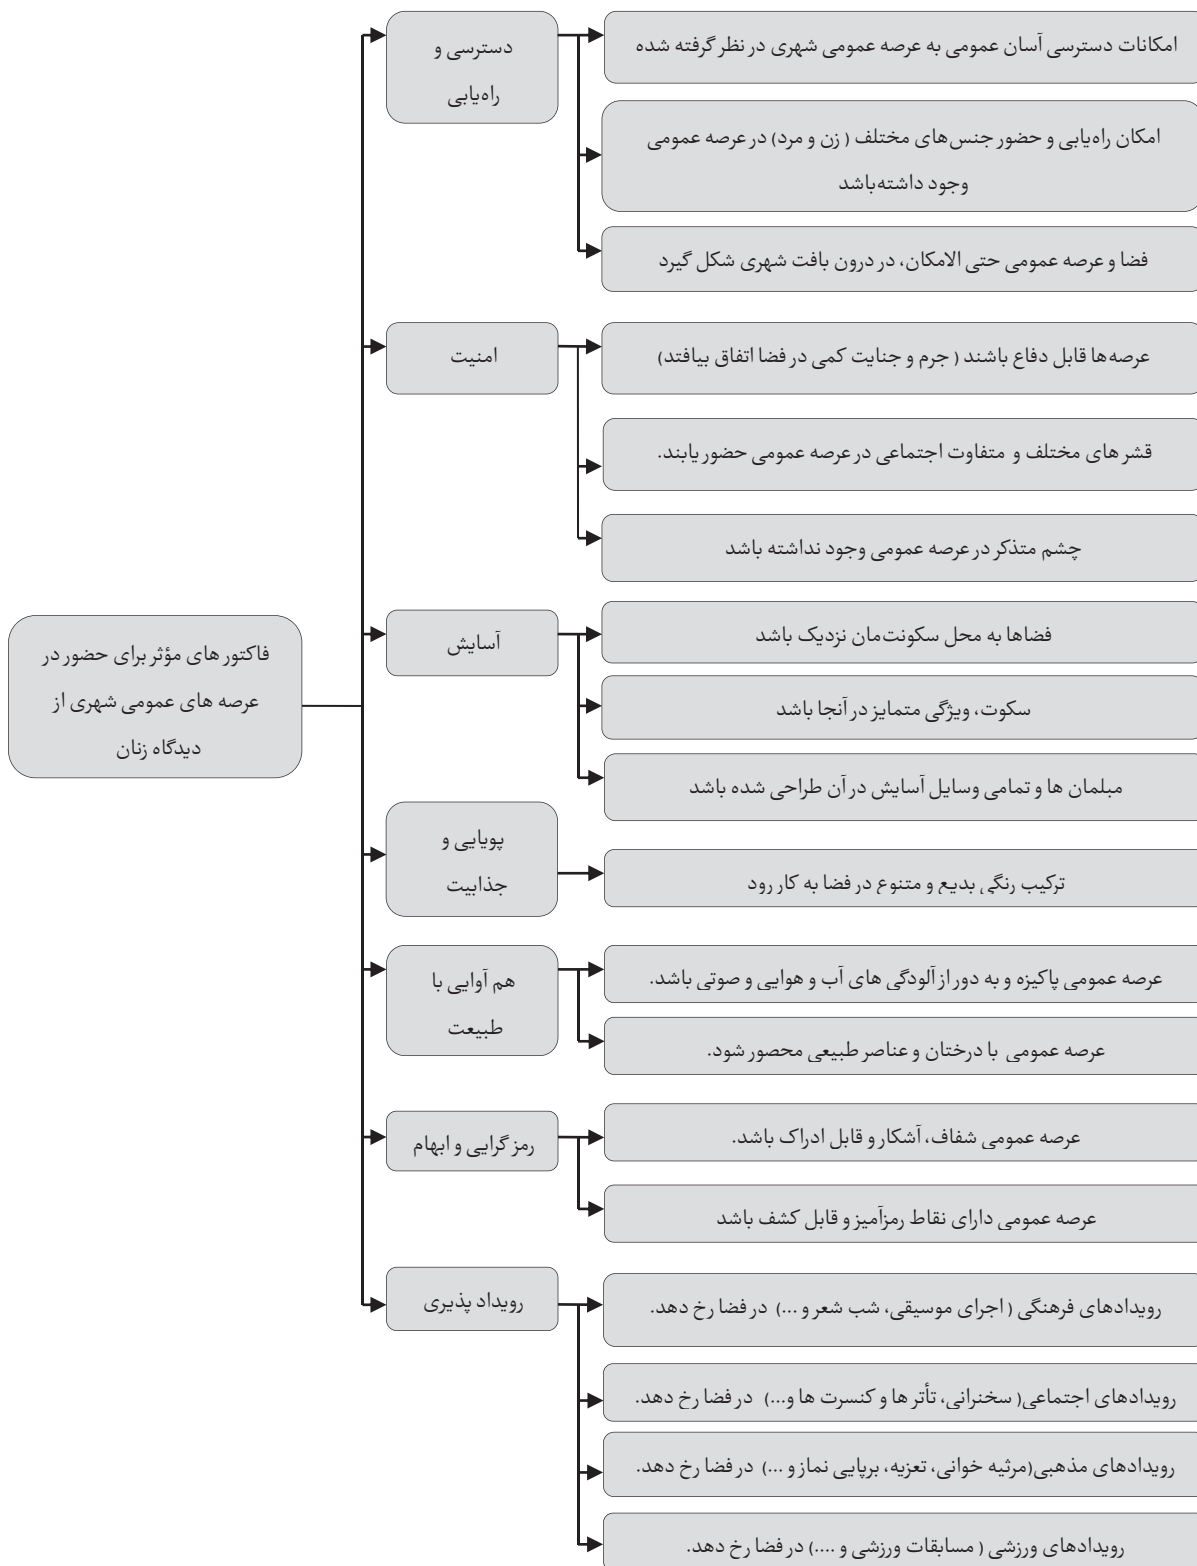 فاکتور های مؤثر برای حضور در
عرصه های عمومی شهری از
دیدگاه زنان
دسترسی و
راه‌یابی
امکانات دسترسی آسان عمومی به عرصه عمومی شهری در نظر گرفته شده
امکان راه‌یابی و حضور جنس‌های مختلف ( زن و مرد) در عرصه عمومی
وجود داشته‌باشد
فضا و عرصه عمومی حتی الامکان، در درون بافت شهری شکل گیرد
امنیت
عرصه‌ها قابل دفاع باشند ( جرم و جنایت کمی در فضا اتفاق بیافتد)
قشر های مختلف و متفاوت اجتماعی در عرصه عمومی حضور یابند.
چشم متذکر در عرصه عمومی وجود نداشته باشد
آسایش
فضاها به محل سکونت‌مان نزدیک باشد
سکوت، ویژگی متمایز در آنجا باشد
مبلمان ها و تمامی وسایل آسایش در آن طراحی شده باشد
پویایی و
جذابیت
ترکیب رنگی بدیع و متنوع در فضا به کار رود
هم آوایی با
طبیعت
عرصه عمومی پاکیزه و به دور از آلودگی های آب و هوایی و صوتی باشد.
عرصه عمومی با درختان و عناصر طبیعی محصور شود.
رمز گرایی و ابهام
عرصه عمومی شفاف، آشکار و قابل ادراک باشد.
عرصه عمومی دارای نقاط رمزآمیز و قابل کشف باشد
رویداد پذیری
رویدادهای فرهنگی ( اجرای موسیقی، شب شعر و ...) در فضا رخ دهد.
رویدادهای اجتماعی( سخنرانی، تأتر ها و کنسرت ها و...) در فضا رخ دهد.
رویدادهای مذهبی(مرثیه خوانی، تعزیه، برپایی نماز و ...) در فضا رخ دهد.
رویدادهای ورزشی ( مسابقات ورزشی و ....) در فضا رخ دهد.